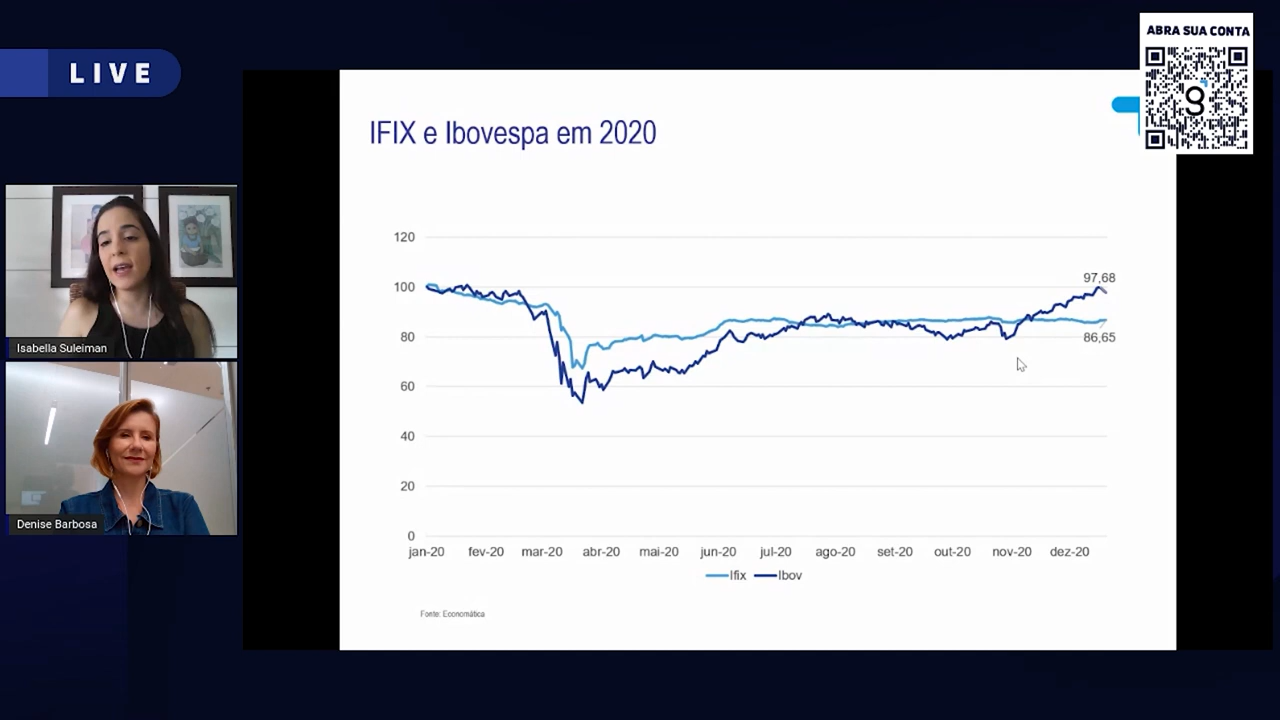 ABRA SUA CONTA
LIVE
IFIX e Ibovespa em 2020
Isabella Suleiman
Denise Barbosa
120
100
80
60
40
20
0
97,68
86,65
jan-20 fev-20 mar-20 abr-20 mai-20 jun-20 jul-20 ago-20 set-20 out-20 nov-20 dez-20
Ifix Ibov
Fonte: Economática